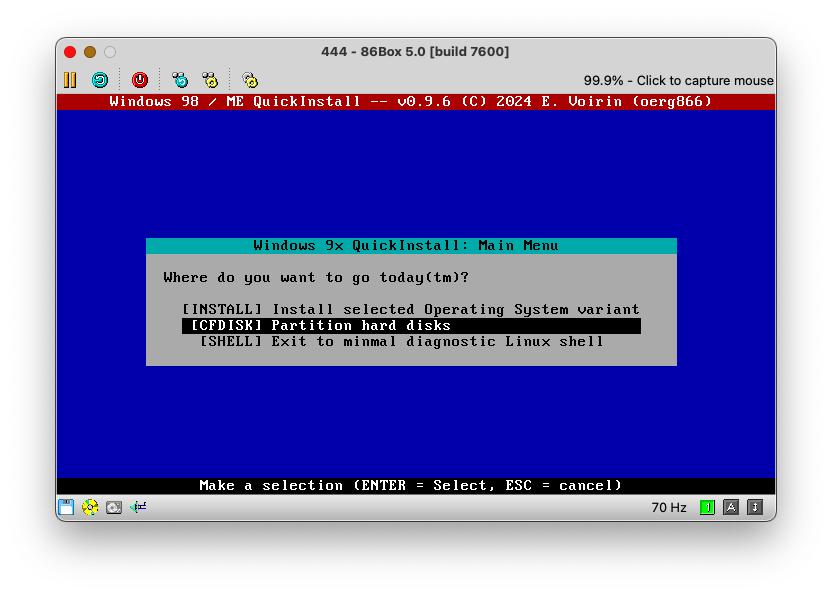 444 - 86Box 5.0 [build 7600]
99.9% - Click to capture mouse
Windows 98 / ME QuickInstall -- v0.9.6 (C) 2024 E. Voirin (oerg866)
Windows 9x QuickInstall: Main Menu
Where do you want to go today(tm)?
[INSTALL] Install selected Operating System variant
[CFDISK] Partition hard disks
[SHELL] Exit to minmal diagnostic Linux shell
Make a selection (ENTER = Select, ESC = cancel)
70 Hz